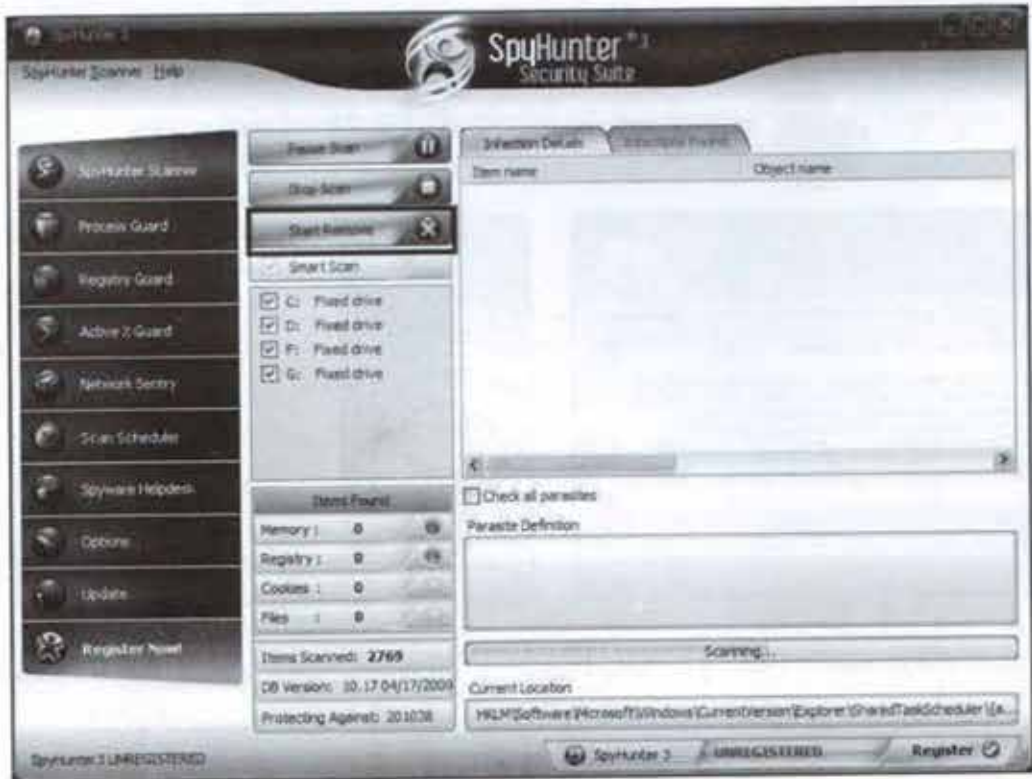 SpyHunter 3
SpyHunter Scanner Help
SpyHunter ® 3
Security Suite
SpyHunter Scanner
Process Guard
Registry Guard
Active X Guard
Network Sentry
Scan Scheduler
Spyware Helpdesk
Options
Update
Register Now!
Pause Scan
Stop Scan
Start Remove
Smart Scan
C: Fixed drive
D: Fixed drive
F: Fixed drive
G: Fixed drive
Items Found
Memory : 0
Registry : 0
Cookies : 0
Files : 0
Items Scanned: 2769
DB Version: 10.17 04/17/2009
Protecting Against: 201038
Infection Details
Infections Found
Item name Object name
Check all parasites
Parasite Definition
Scanning...
Current Location
HKLM\Software\Microsoft\Windows\CurrentVersion\Explorer\SharedTaskScheduler\{a...
SpyHunter 3 UNREGISTERED
SpyHunter 3 UNREGISTERED Register